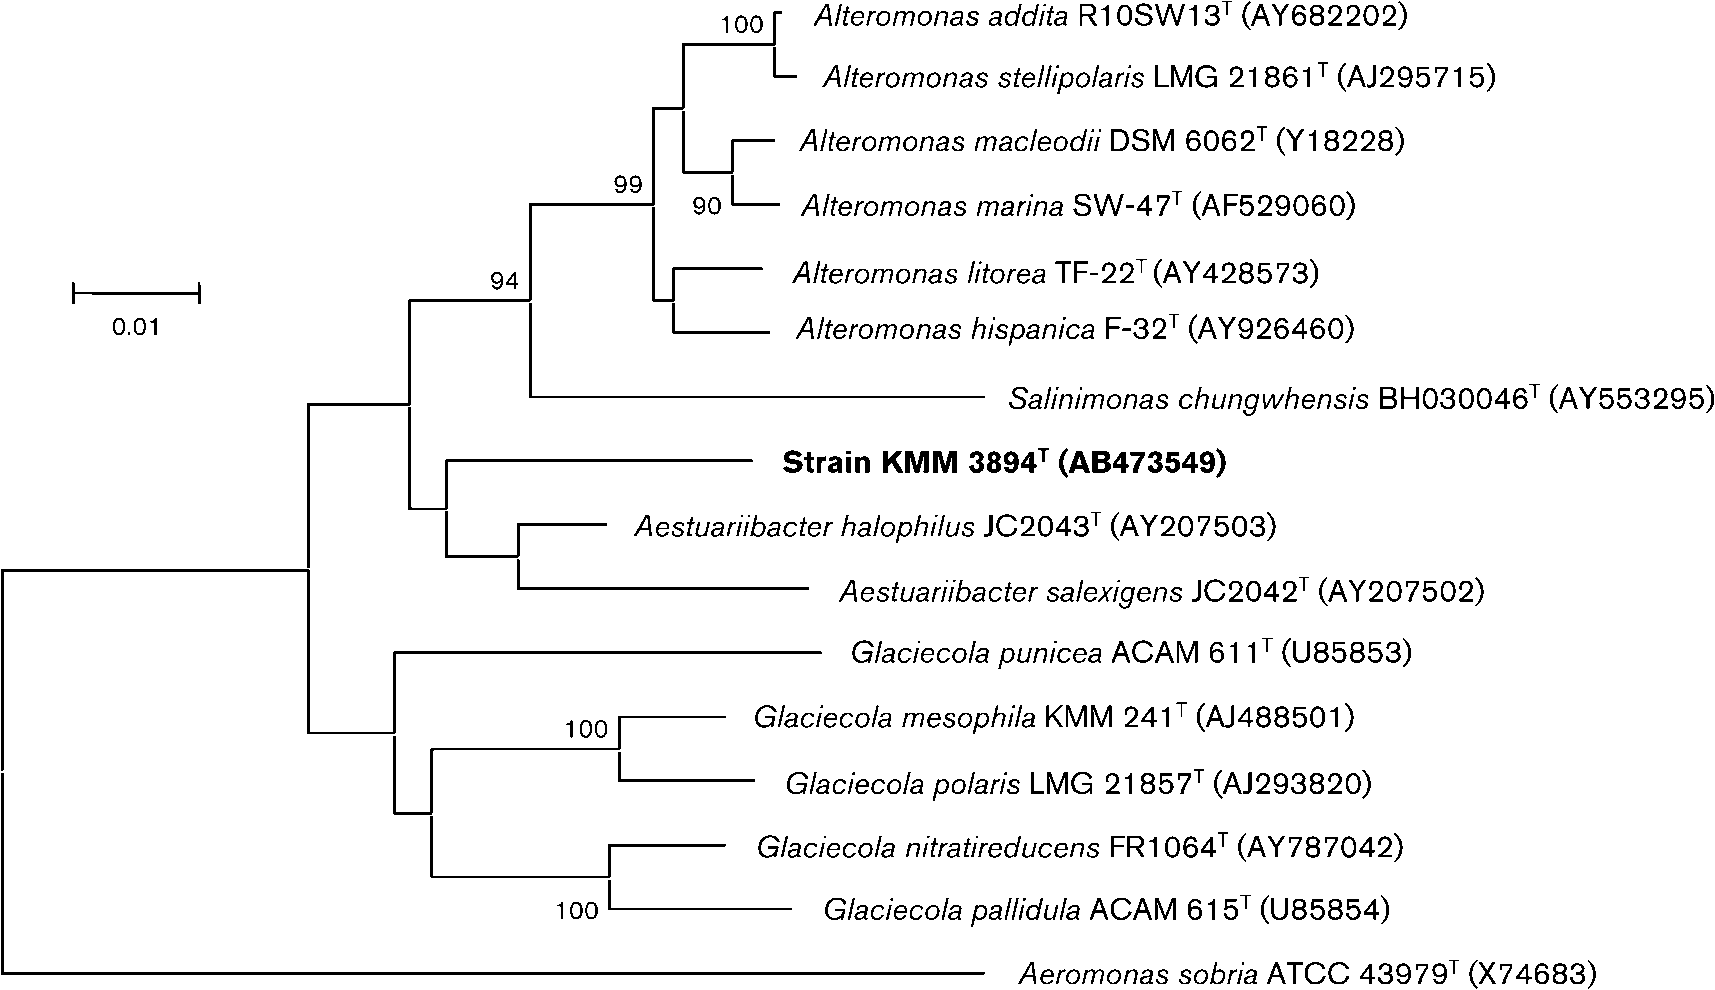 100
Alteromonas addita R10SW13ᵀ (AY682202)
Alteromonas stellipolaris LMG 21861ᵀ (AJ295715)
Alteromonas macleodii DSM 6062ᵀ (Y18228)
99
90
Alteromonas marina SW-47ᵀ (AF529060)
94
Alteromonas litorea TF-22ᵀ (AY428573)
0.01
Alteromonas hispanica F-32ᵀ (AY926460)
Salinimonas chungwhensis BH030046ᵀ (AY553295)
Strain KMM 3894ᵀ (AB473549)
Aestuariibacter halophilus JC2043ᵀ (AY207503)
Aestuariibacter salexigens JC2042ᵀ (AY207502)
Glaciecola punicea ACAM 611ᵀ (U85853)
100
Glaciecola mesophila KMM 241ᵀ (AJ488501)
Glaciecola polaris LMG 21857ᵀ (AJ293820)
Glaciecola nitratireducens FR1064ᵀ (AY787042)
100
Glaciecola pallidula ACAM 615ᵀ (U85854)
Aeromonas sobria ATCC 43979ᵀ (X74683)